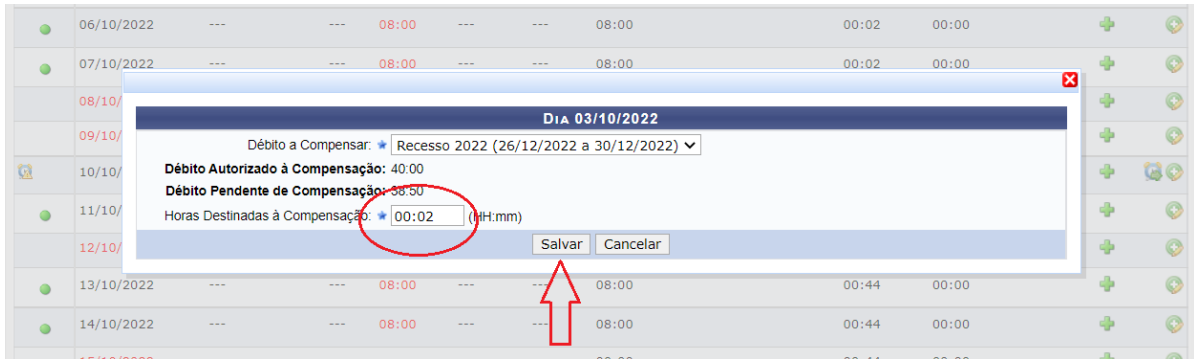 06/10/2022 --- --- 08:00 --- --- 08:00 00:02 00:00
07/10/2022 --- --- 08:00 --- --- 08:00 00:02 00:00
08/10/
DIA 03/10/2022
09/10/
Débito a Compensar: Recesso 2022 (26/12/2022 a 30/12/2022)
10/10/
Débito Autorizado à Compensação: 40:00
Débito Pendente de Compensação: 38:50
11/10/
Horas Destinadas à Compensação: 00:02 (HH:mm)
12/10/
Salvar Cancelar
13/10/2022 --- --- 08:00 --- --- 08:00 00:44 00:00
14/10/2022 --- --- 08:00 --- --- 08:00 00:44 00:00